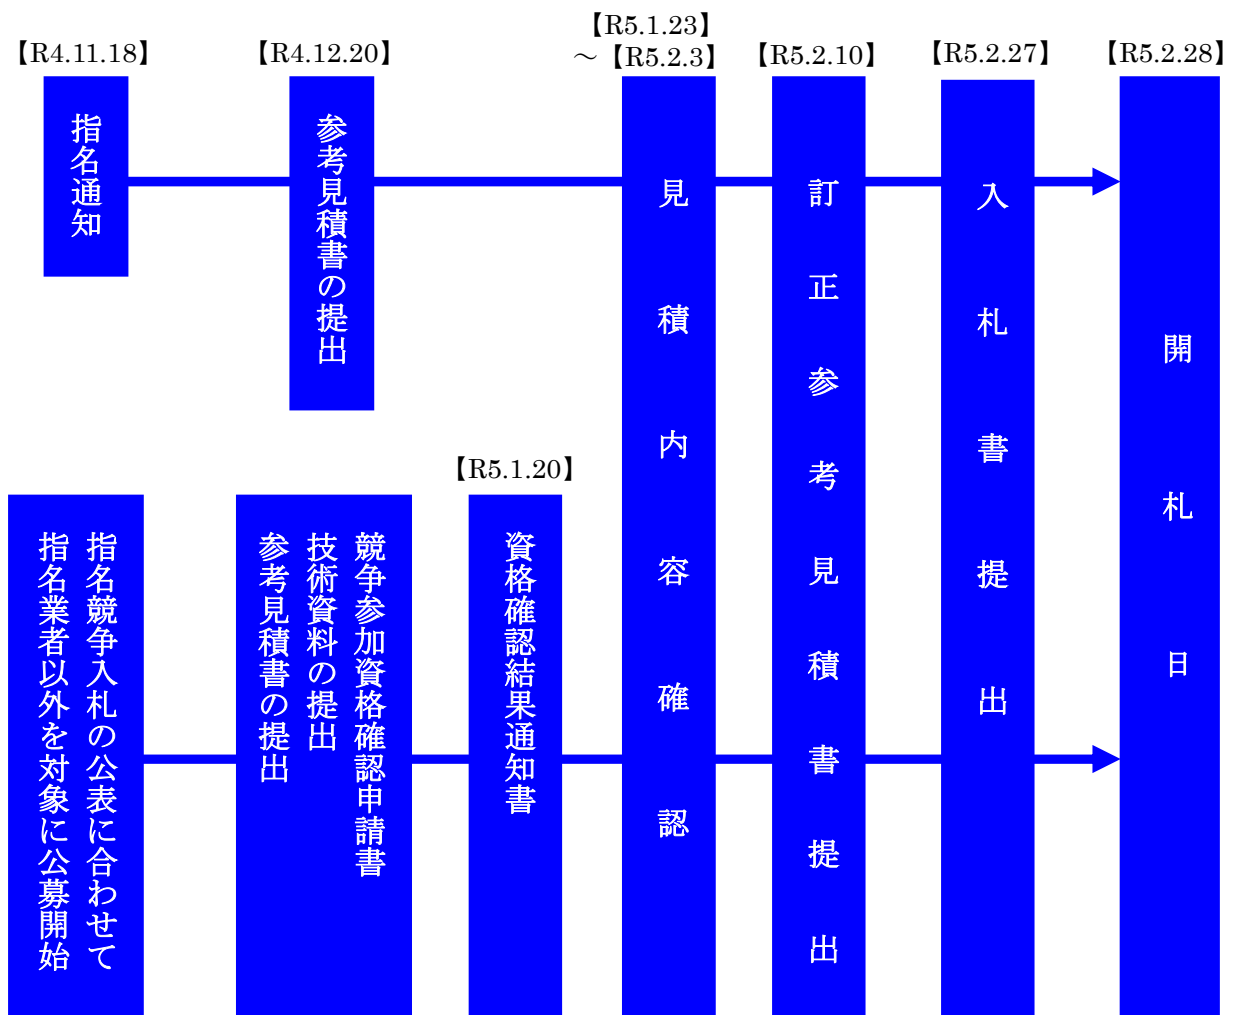 【R4.11.18】
指名通知
【R4.12.20】
参考見積書の提出
【R5.1.23】
～【R5.2.3】
見積内容確認
【R5.2.10】
訂正参考見積書提出
【R5.2.27】
入札書提出
【R5.2.28】
開札日
指名競争入札の公表に合わせて
指名業者以外を対象に公募開始
競争参加資格確認申請書
技術資料の提出
参考見積書の提出
【R5.1.20】
資格確認結果通知書